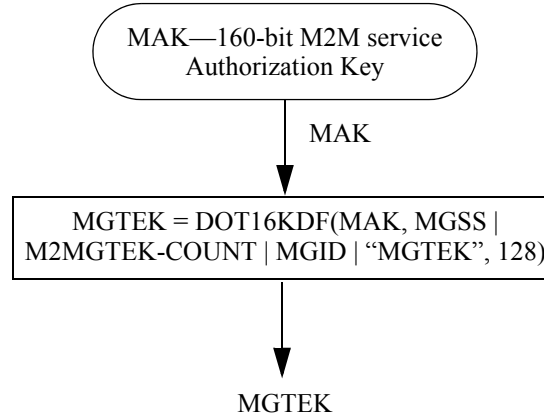 MAK—160-bit M2M service
Authorization Key
MAK
MGTEK = DOT16KDF(MAK, MGSS |
M2MGTEK-COUNT | MGID | “MGTEK”, 128)
MGTEK